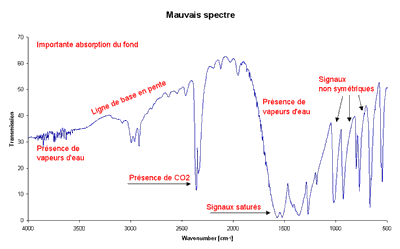 Mauvais spectre
70
60
50
40
30
20
10
0
Transmission
Importante absorption du fond
Ligne de base en pente
Présence de
vapeurs d'eau
Présence de CO2
Signaux saturés
Présence de
vapeurs d'eau
Signaux
non symétriques
4000 3500 3000 2500 2000 1500 1000 500
Wavenumber [cm-¹]